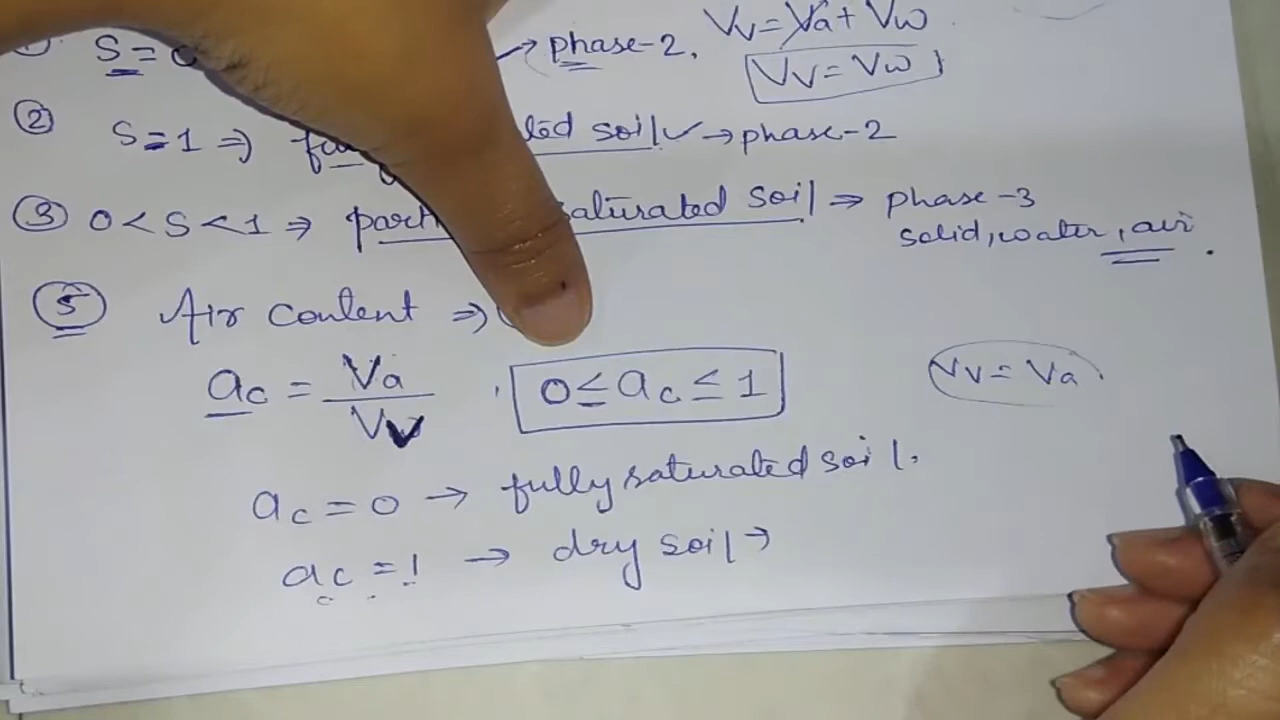 S=0 → phase-2, Vv=Va+Vw
Vv=Vw
② S=1 ⇒ soil → phase-2
③ 0<S<1 ⇒ saturated soil ⇒ phase-3
solid, water, air.
⑤ Air content ⇒
ac = Va/Vv, 0≤ac≤1 Vv=Va.
ac=0 → fully saturated soil.
ac=1 → dry soil →